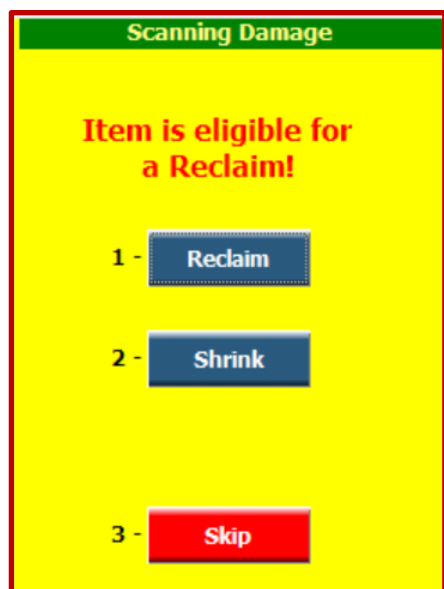 Scanning Damage
Item is eligible for
a Reclaim!
1 - Reclaim
2 - Shrink
3 - Skip